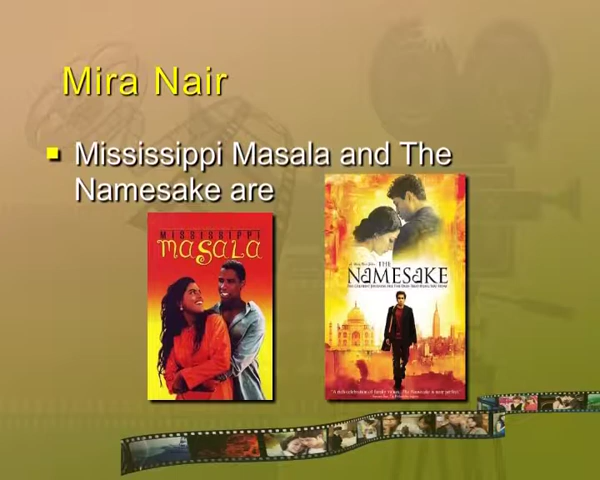 Mira Nair
Mississippi Masala and The
Namesake are
MISSISSIPPI
masala
THE
NAMESAKE